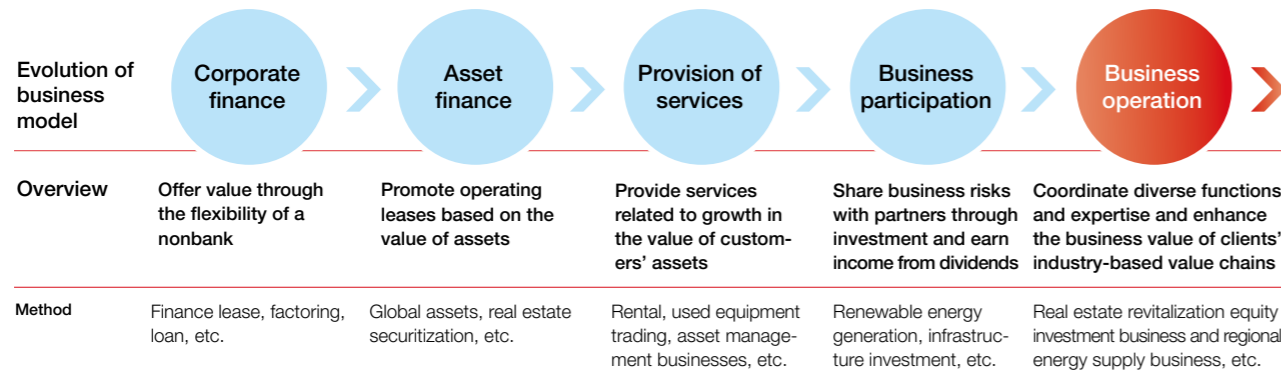 Evolution of
business
model
Corporate
finance
Asset
finance
Provision of
services
Business
participation
Business
operation
Overview
Offer value through
the flexibility of a
nonbank
Promote operating
leases based on the
value of assets
Provide services
related to growth in
the value of custom-
ers’ assets
Share business risks
with partners through
investment and earn
income from dividends
Coordinate diverse functions
and expertise and enhance
the business value of clients’
industry-based value chains
Method
Finance lease, factoring,
loan, etc.
Global assets, real estate
securitization, etc.
Rental, used equipment
trading, asset manage-
ment businesses, etc.
Renewable energy
generation, infrastruc-
ture investment, etc.
Real estate revitalization equity
investment business and regional
energy supply business, etc.